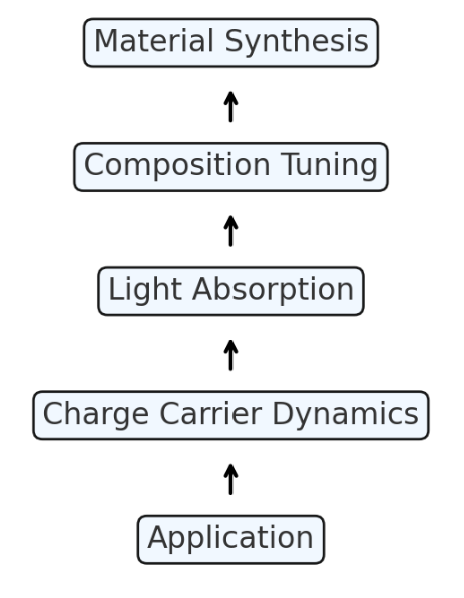 Material Synthesis
Composition Tuning
Light Absorption
Charge Carrier Dynamics
Application